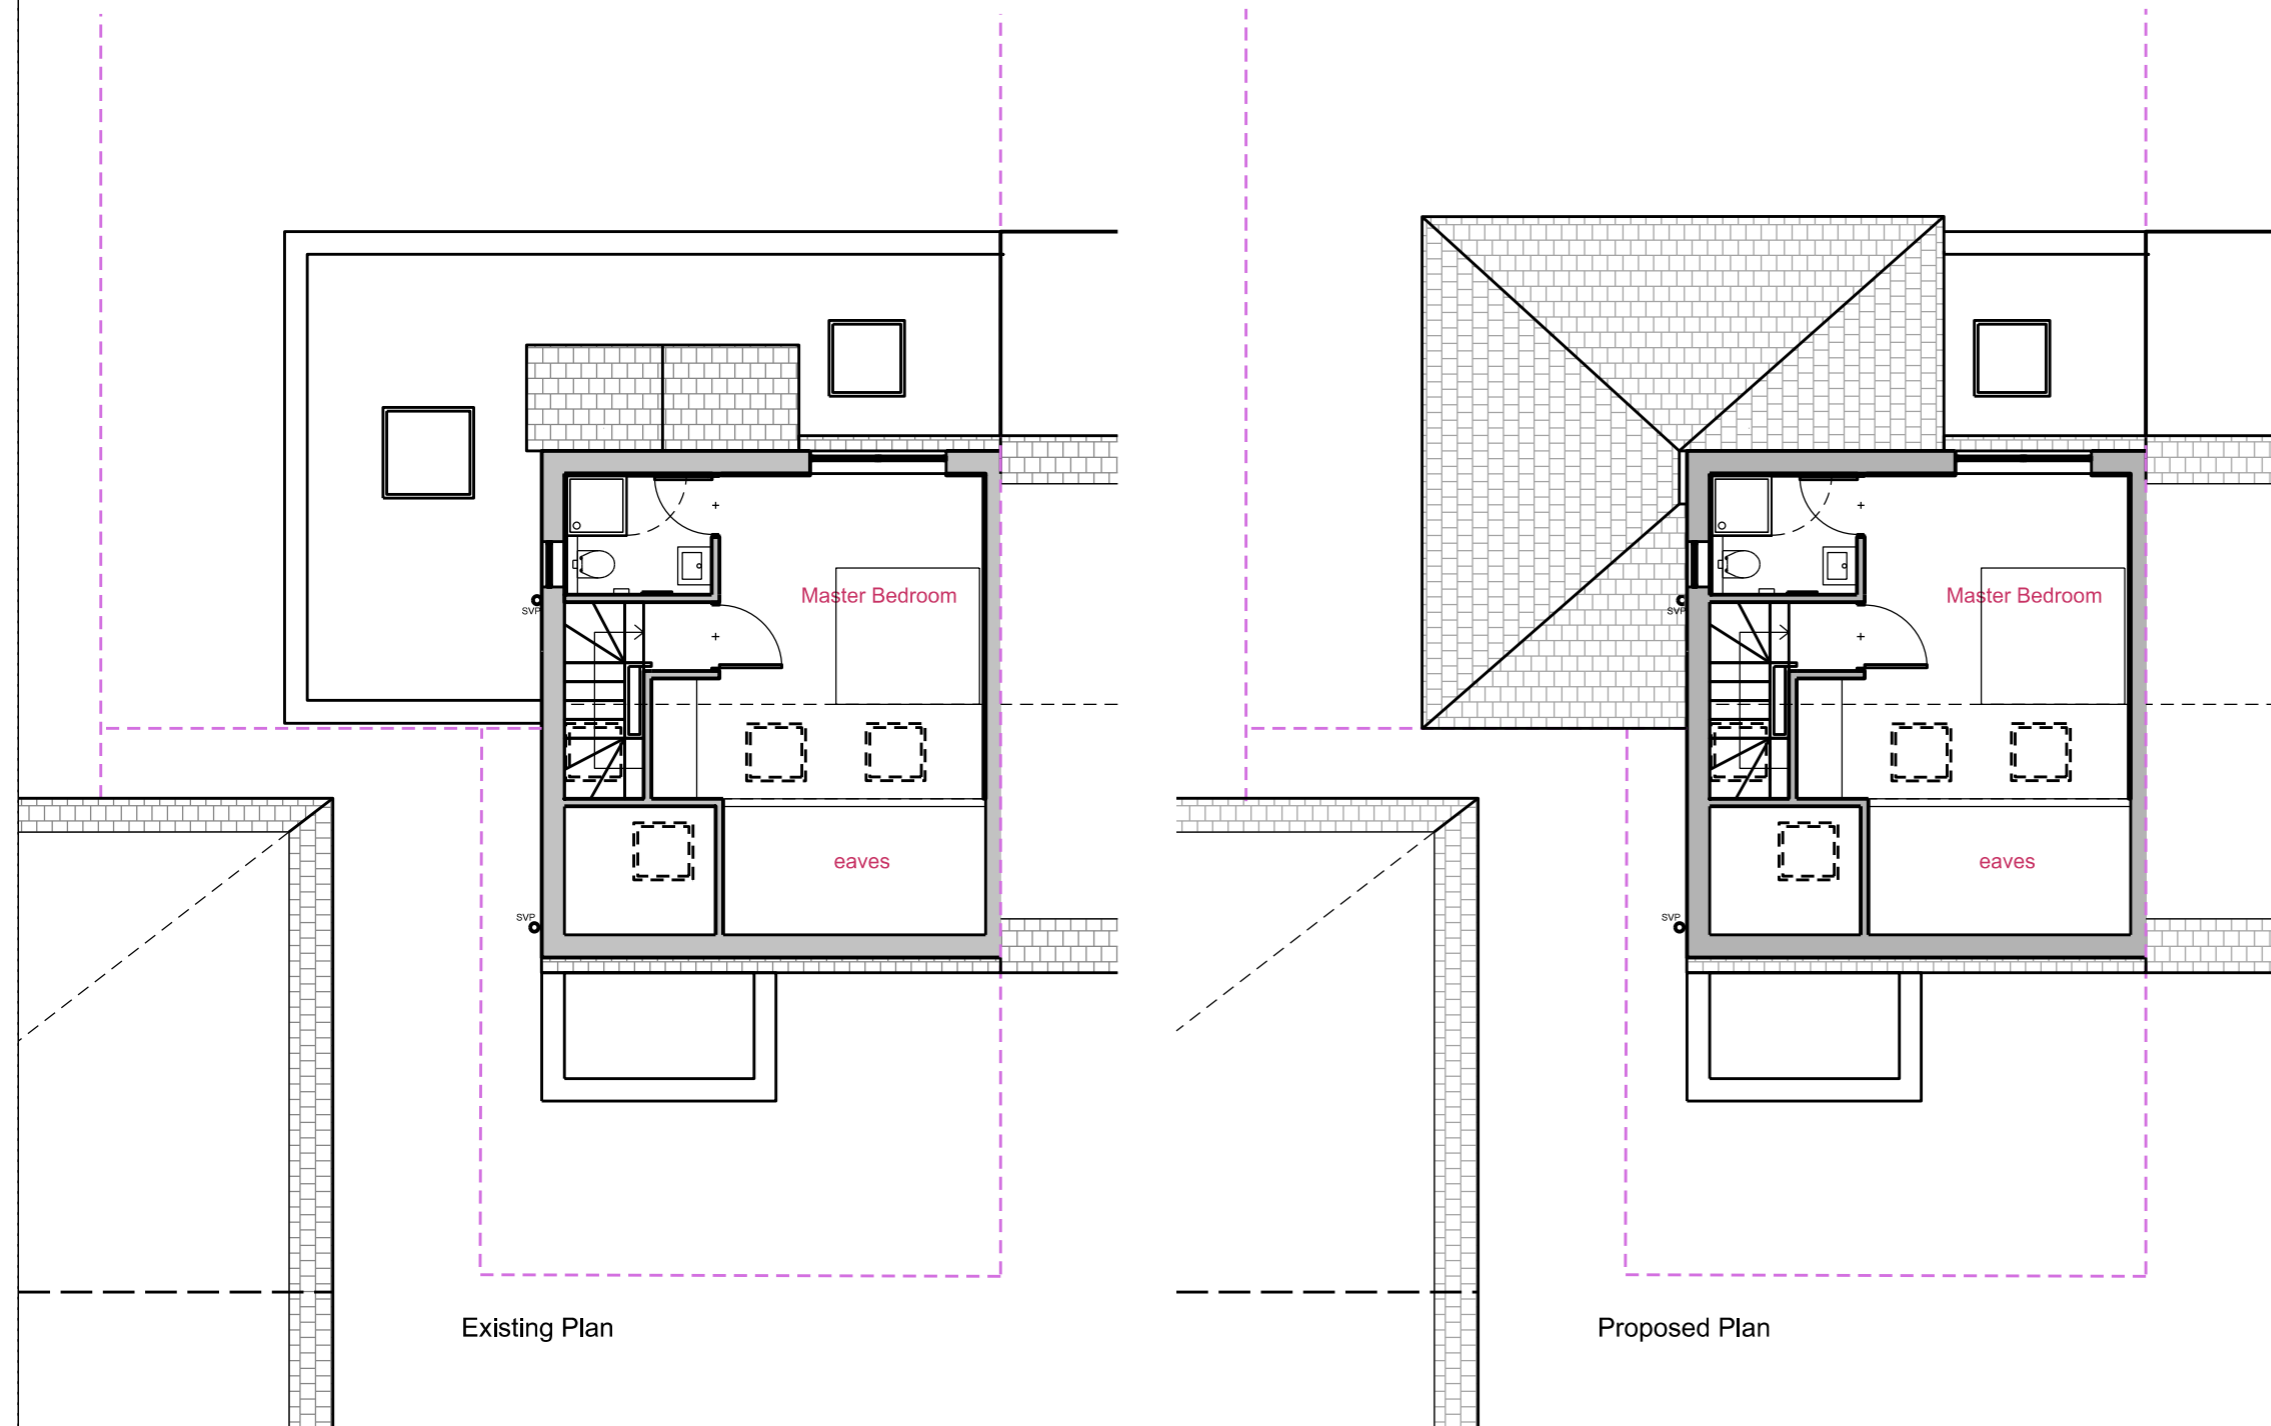 Master Bedroom
SVP
eaves
SVP
Existing Plan
Master Bedroom
SVP
eaves
SVP
Proposed Plan